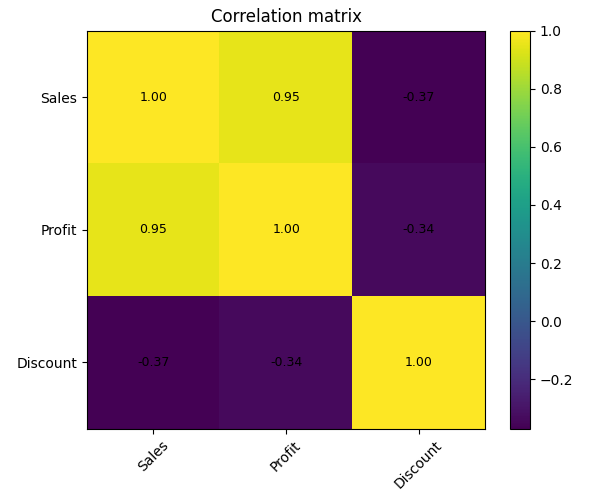 Correlation matrix
Sales 1.00 0.95 -0.37
Profit 0.95 1.00 -0.34
Discount -0.37 -0.34 1.00
Sales Profit Discount
1.0
0.8
0.6
0.4
0.2
0.0
−0.2